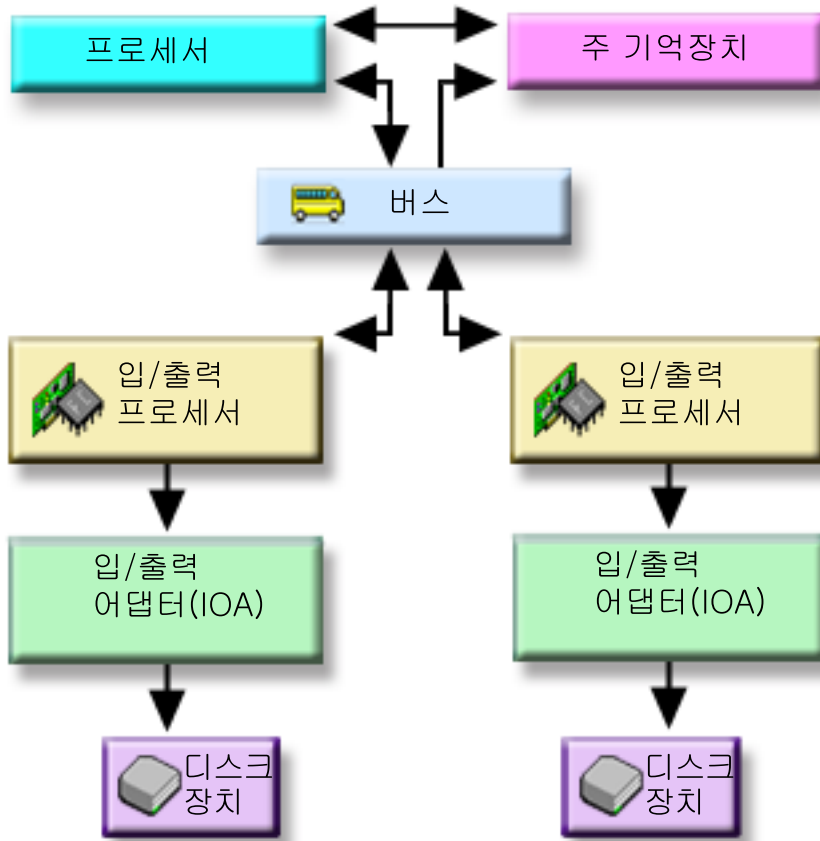 프로세서
주 기억장치
버스
입/출력
프로세서
입/출력
프로세서
입/출력
어댑터(IOA)
입/출력
어댑터(IOA)
디스크
장치
디스크
장치